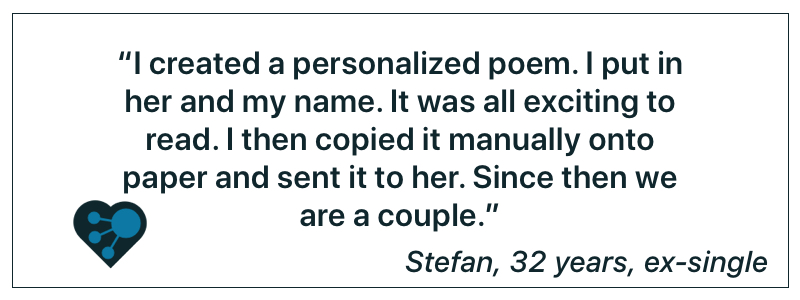 “I created a personalized poem. I put in
her and my name. It was all exciting to
read. I then copied it manually onto
paper and sent it to her. Since then we
are a couple.”
Stefan, 32 years, ex-single